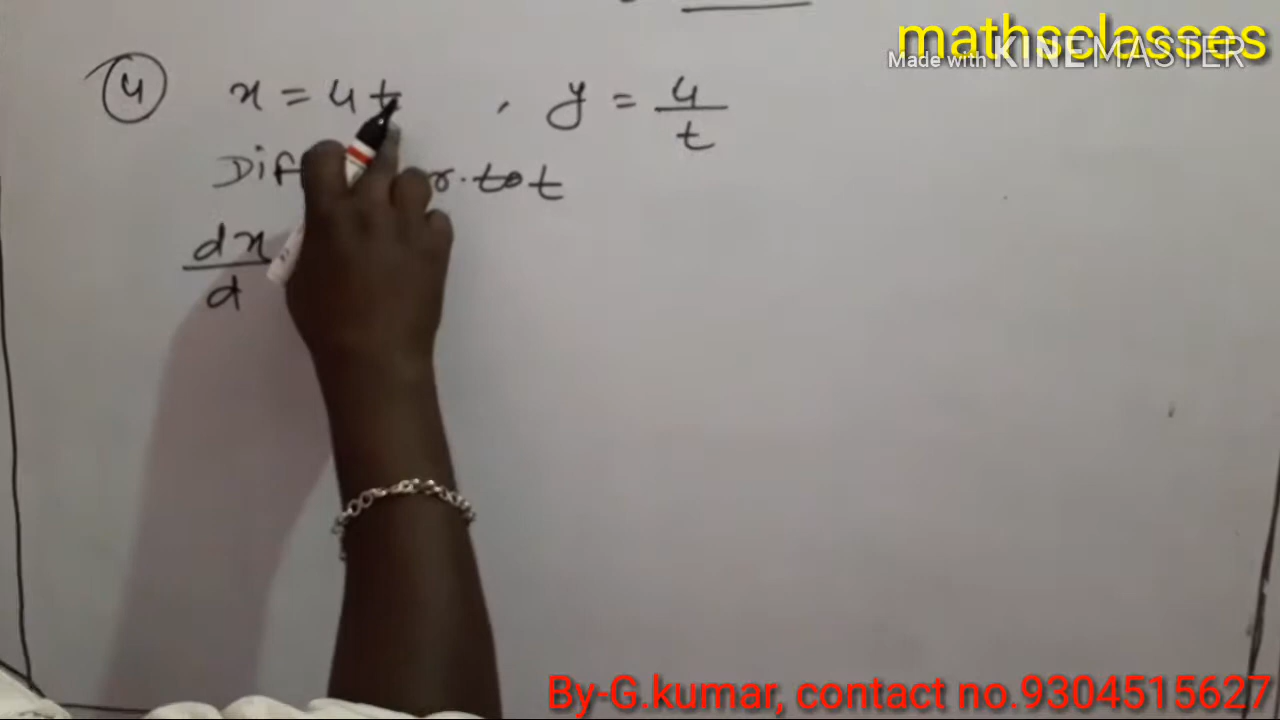 mathsclasses
Made with KINEMASTER
④ x = 4t , y = 4/t
Dif r. to t
dx
d
By-G.kumar, contact no.9304515627